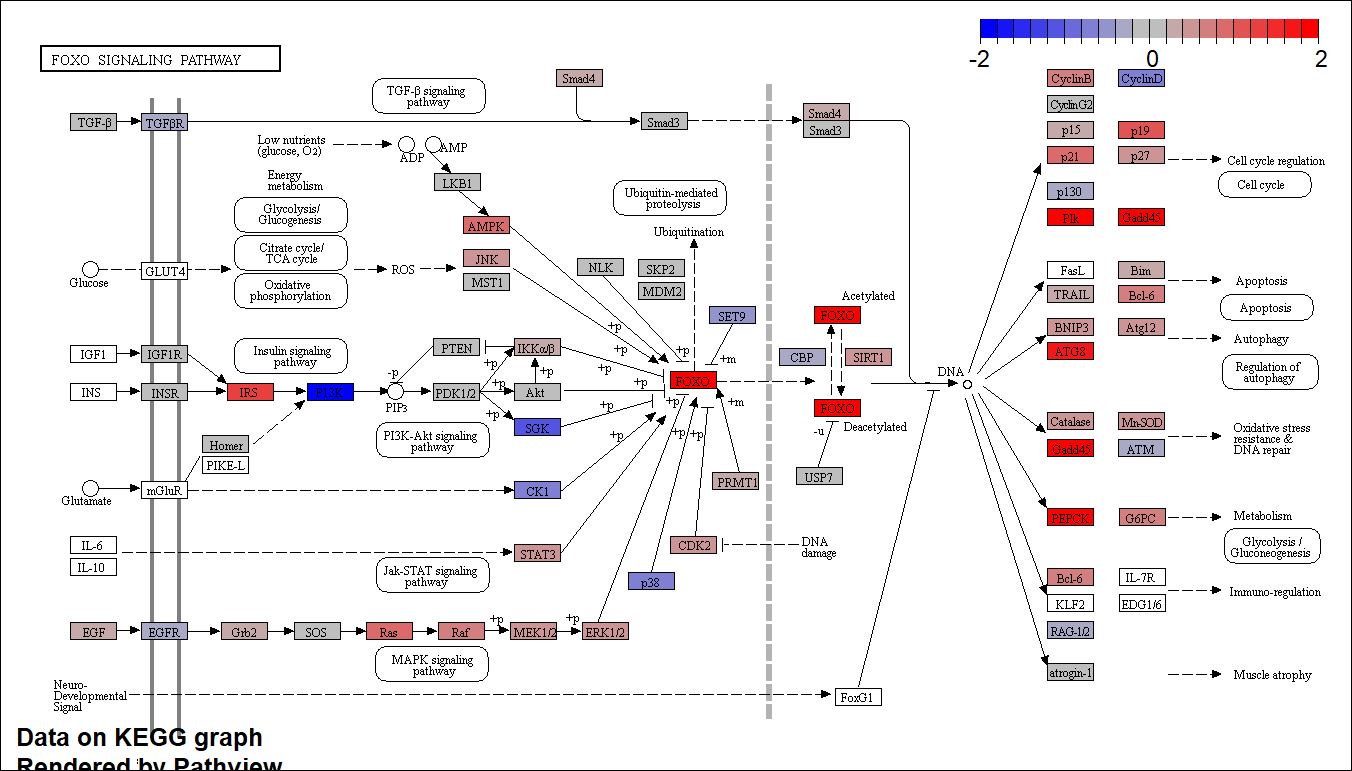 FOXO SIGNALING PATHWAY
-2 0 2
TGF-β signaling
pathway
Smad4
CyclinB CyclinD
CyclinG2
TGF-β TGFβR Smad3 Smad4
Smad3
p15 p19
Low nutrients
(glucose, O2)
ADP AMP
p21 p27 Cell cycle regulation
Cell cycle
LKB1
Energy
metabolism
Ubiquitin-mediated
proteolysis
p130
Glycolysis/
Glucogenesis
AMPK
Plk Gadd45
Ubiquitination
Citrate cycle/
TCA cycle
JNK
MST1
NLK SKP2
MDM2
Glucose GLUT4 ROS
FasL Bim Apoptosis
TRAIL Bcl-6 Apoptosis
Oxidative
phosphorylation
Acetylated
SET9 FOXO
+p
BNIP3 Atg12 Autophagy
ATG8
Regulation of
autophagy
IGF1 IGF1R
Insulin signaling
pathway
PTEN IKKα/β
+p +p +m
CBP SIRT1
-p +p +p +p
DNA
INS INSR IRS PI3K PIP3 PDK1/2 Akt FOXO
+p +p +p +m
FOXO
Deacetylated
-u
SGK
+p +p +p
PI3K-Akt signaling
pathway
Homer
PIKE-L
Catalase Mn-SOD
Gadd45 ATM
Oxidative stress
resistance &
DNA repair
USP7
PRMT1
Glutamate mGluR CK1
PEPCK G6PC Metabolism
Glycolysis /
Gluconeogenesis
IL-6
IL-10
STAT3 CDK2
DNA
damage
Jak-STAT signaling
pathway
p38
Bcl-6 IL-7R Immuno-regulation
KLF2 EDG1/6
RAG-1/2
EGF EGFR Grb2 SOS Ras Raf +p MEK1/2 +p ERK1/2
MAPK signaling
pathway
atrogin-1 Muscle atrophy
Neuro-
Developmental
Signal
FoxG1
Data on KEGG graph
Rendered by Pathview